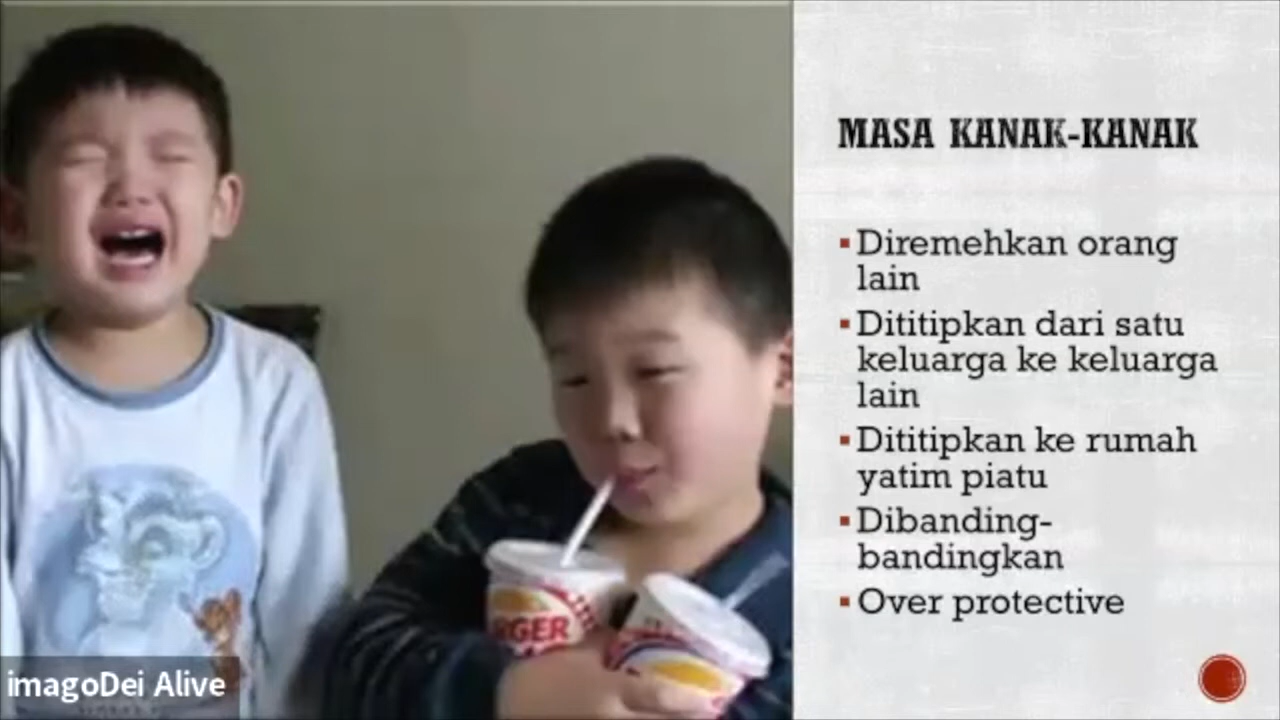 MASA KANAK-KANAK
▪Diremehkan orang
lain
▪Dititipkan dari satu
keluarga ke keluarga
lain
▪Dititipkan ke rumah
yatim piatu
▪Dibanding-
bandingkan
▪Over protective
RGER
imagoDei Alive